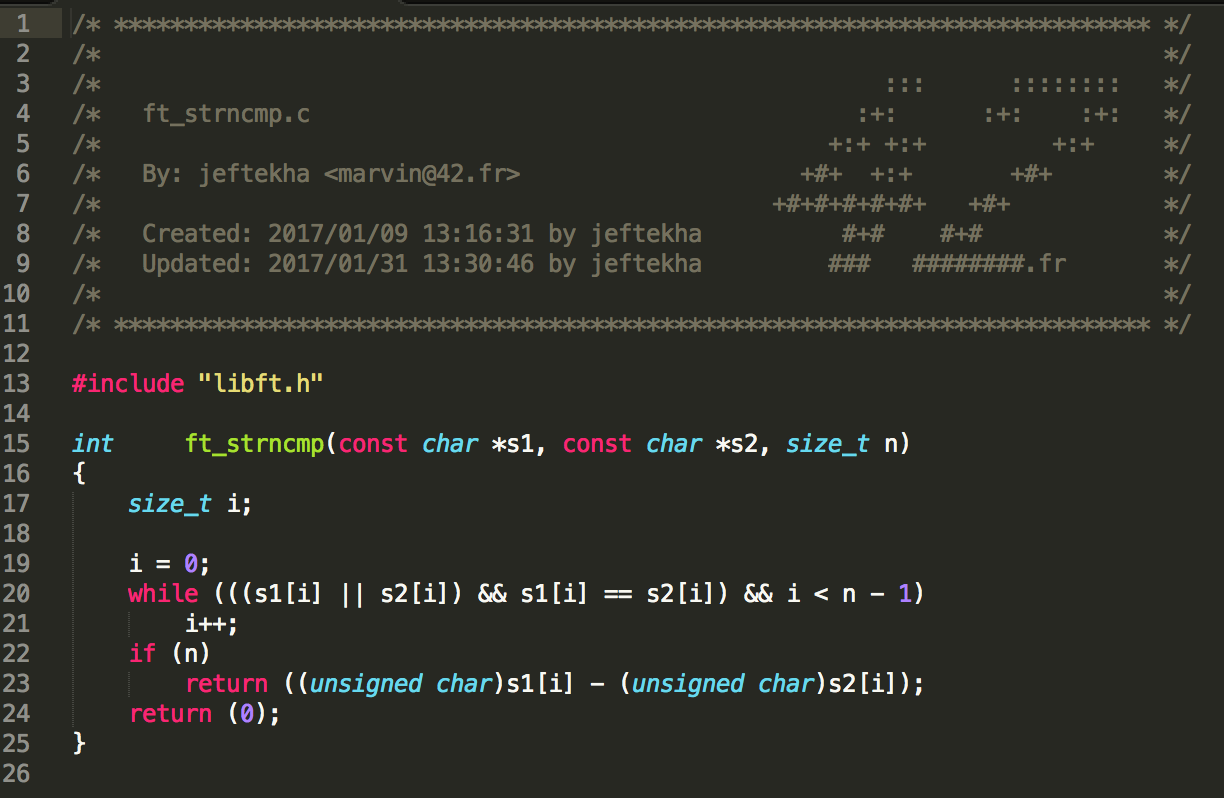 1 /* ************************************************************************** */
2 /*                                                                            */
3 /*                                                        :::      ::::::::   */
4 /*   ft_strncmp.c                                       :+:      :+:    :+:   */
5 /*                                                    +:+ +:+         +:+     */
6 /*   By: jeftekha <marvin@42.fr>                    +#+  +:+       +#+        */
7 /*                                                +#+#+#+#+#+   +#+           */
8 /*   Created: 2017/01/09 13:16:31 by jeftekha          #+#    #+#             */
9 /*   Updated: 2017/01/31 13:30:46 by jeftekha         ###   ########.fr       */
10 /*                                                                            */
11 /* ************************************************************************** */
12
13 #include "libft.h"
14
15 int     ft_strncmp(const char *s1, const char *s2, size_t n)
16 {
17     size_t i;
18
19     i = 0;
20     while (((s1[i] || s2[i]) && s1[i] == s2[i]) && i < n - 1)
21         i++;
22     if (n)
23         return ((unsigned char)s1[i] - (unsigned char)s2[i]);
24     return (0);
25 }
26